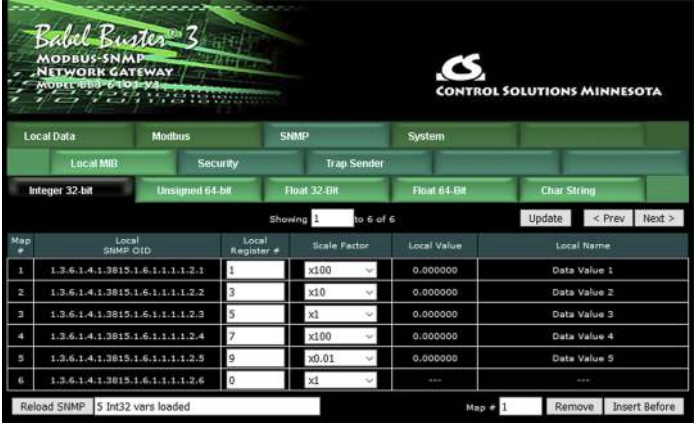 Babel Buster® 3
MODBUS-SNMP
NETWORK GATEWAY
MODEL BB3-6101-V4
CS
CONTROL SOLUTIONS MINNESOTA
Local Data Modbus SNMP System
Local MIB Security Trap Sender
Integer 32-bit Unsigned 64-bit Float 32-Bit Float 64-Bit Char String
Showing 1 to 6 of 6 Update < Prev Next >
Map # Local SNMP OID Local Register # Scale Factor Local Value Local Name
1 1.3.6.1.4.1.3815.1.6.1.1.1.1.2.1 1 x100 0.000000 Data Value 1
2 1.3.6.1.4.1.3815.1.6.1.1.1.1.2.2 3 x10 0.000000 Data Value 2
3 1.3.6.1.4.1.3815.1.6.1.1.1.1.2.3 5 x1 0.000000 Data Value 3
4 1.3.6.1.4.1.3815.1.6.1.1.1.1.2.4 7 x100 0.000000 Data Value 4
5 1.3.6.1.4.1.3815.1.6.1.1.1.1.2.5 9 x0.01 0.000000 Data Value 5
6 1.3.6.1.4.1.3815.1.6.1.1.1.1.2.6 0 x1 --- ---
Reload SNMP 5 Int32 vars loaded Map # 1 Remove Insert Before